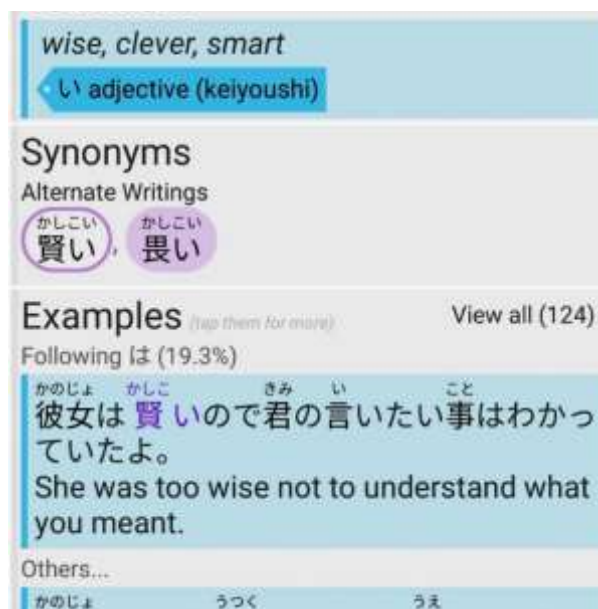 wise, clever, smart
い adjective (keiyoushi)
Synonyms
Alternate Writings
かしこい かしこい
賢い, 畏い
Examples (tap them for more) View all (124)
Following は (19.3%)
かのじょ かしこ きみ い こと
彼女は 賢 いので君の言いたい事はわかっ
ていたよ。
She was too wise not to understand what
you meant.
Others...
かのじょ うつく うえ